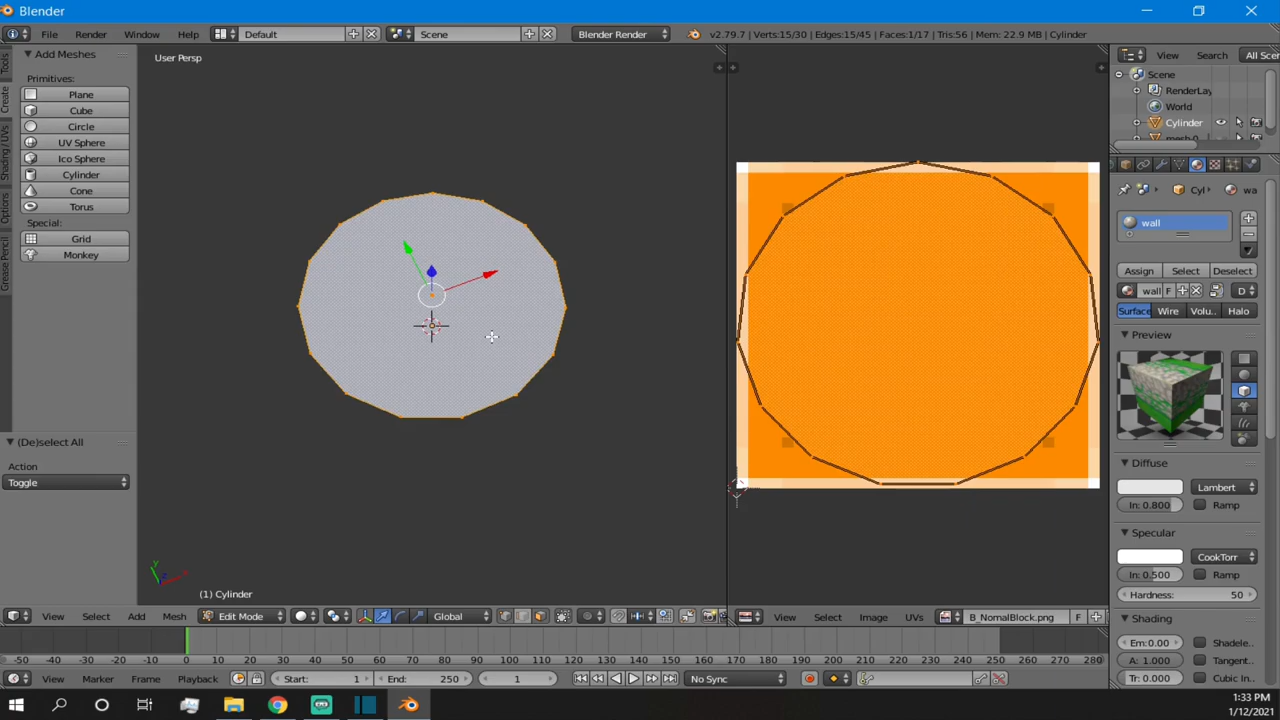 Blender
File Render Window Help Default Scene Blender Render v2.79.7 | Verts:15/30 | Edges:15/45 | Faces:1/17 | Tris:56 | Mem: 22.9 MB | Cylinder
Add Meshes
Primitives:
Plane
Cube
Circle
UV Sphere
Ico Sphere
Cylinder
Cone
Torus
Special:
Grid
Monkey
Tools
Create
Shading / UVs
Options
Grease Pencil
(De)select All
Action
Toggle
User Persp
(1) Cylinder
View Select Add Mesh Edit Mode Global
View Select Image UVs B_NomalBlock.png F
View Search All Scer
Scene
RenderLay
World
Cylinder
Cyl wa
wall
Assign Select Deselect
wall F D
Surface Wire Volu.. Halo
Preview
Diffuse
Lambert
In: 0.800 Ramp
Specular
CookTorr
In: 0.500 Ramp
Hardness: 50
Shading
Em:0.00 Shadele..
A: 1.000 Tangent..
Tr: 0.000 Cubic In..
-50 -40 -30 -20 -10 0 10 20 30 40 50 60 70 80 90 100 110 120 130 140 150 160 170 180 190 200 210 220 230 240 250 260 270 280
View Marker Frame Playback Start: 1 End: 250 1 No Sync
1:33 PM
1/12/2021